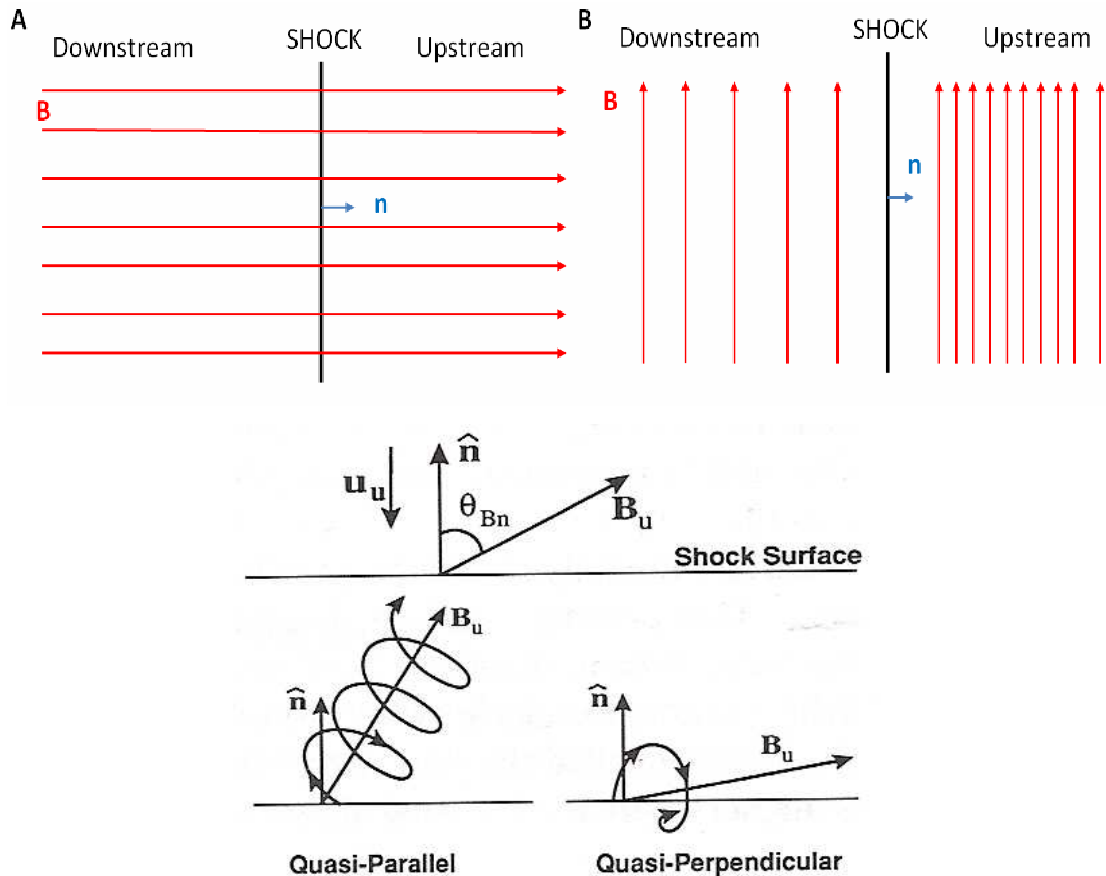 A
Downstream
SHOCK
Upstream
B
n
B
Downstream
SHOCK
Upstream
B
n
n̂
u_u
θ_Bn
B_u
Shock Surface
B_u
n̂
n̂
B_u
Quasi-Parallel
Quasi-Perpendicular